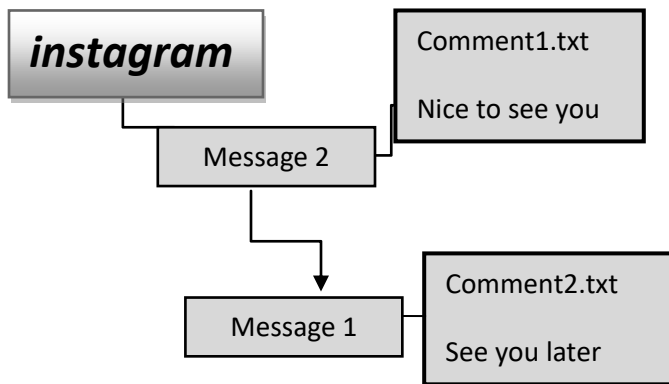 instagram
Comment1.txt
Nice to see you
Message 2
Comment2.txt
Message 1
See you later